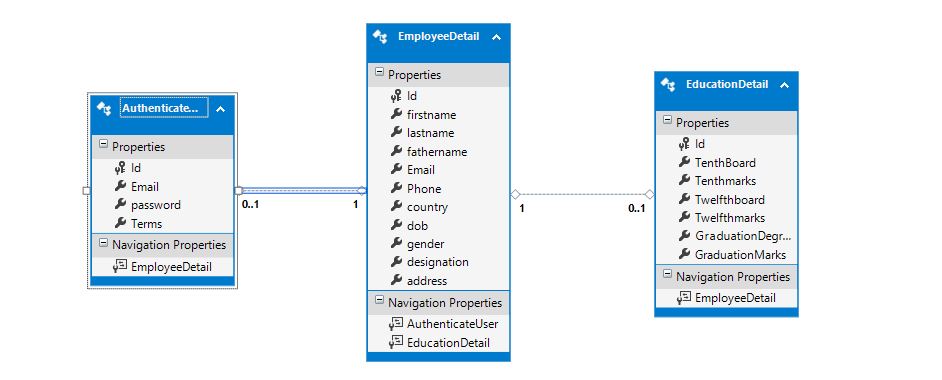 Authenticate...
Properties
Id
Email
password
Terms
Navigation Properties
EmployeeDetail
0..1
1
EmployeeDetail
Properties
Id
firstname
lastname
fathername
Email
Phone
country
dob
gender
designation
address
Navigation Properties
AuthenticateUser
EducationDetail
1
0..1
EducationDetail
Properties
Id
TenthBoard
Tenthmarks
Twelfthboard
Twelfthmarks
GraduationDegr...
GraduationMarks
Navigation Properties
EmployeeDetail